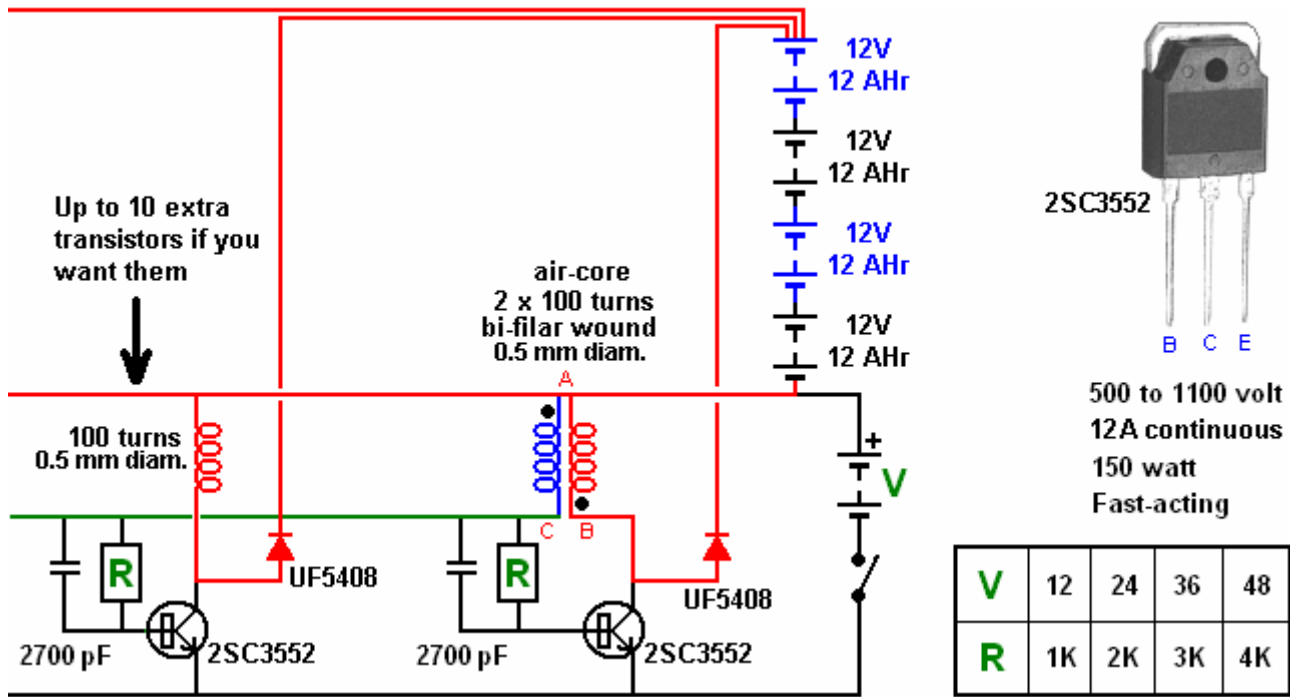 12V
12 AHr
12V
12 AHr
12V
12 AHr
12V
12 AHr
2SC3552
B C E
500 to 1100 volt
12A continuous
150 watt
Fast-acting
Up to 10 extra
transistors if you
want them
air-core
2 x 100 turns
bi-filar wound
0.5 mm diam.
A
100 turns
0.5 mm diam.
+
V
C B
R
UF5408
R
UF5408
2700 pF
2SC3552
2700 pF
2SC3552
V 12 24 36 48
R 1K 2K 3K 4K